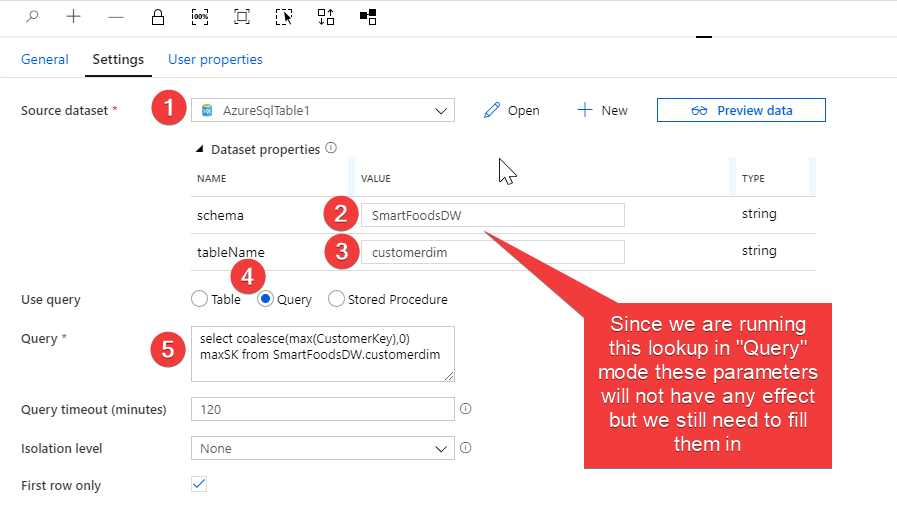 100%
General Settings User properties
Source dataset * 1 AzureSqlTable1 Open New Preview data
Dataset properties
NAME VALUE TYPE
schema 2 SmartFoodsDW string
tableName 3 customerdim string
4
Use query Table Query Stored Procedure
Query * 5 select coalesce(max(CustomerKey),0)
maxSK from SmartFoodsDW.customerdim
Since we are running
this lookup in "Query"
mode these parameters
will not have any effect
but we still need to fill
them in
Query timeout (minutes) 120
Isolation level None
First row only